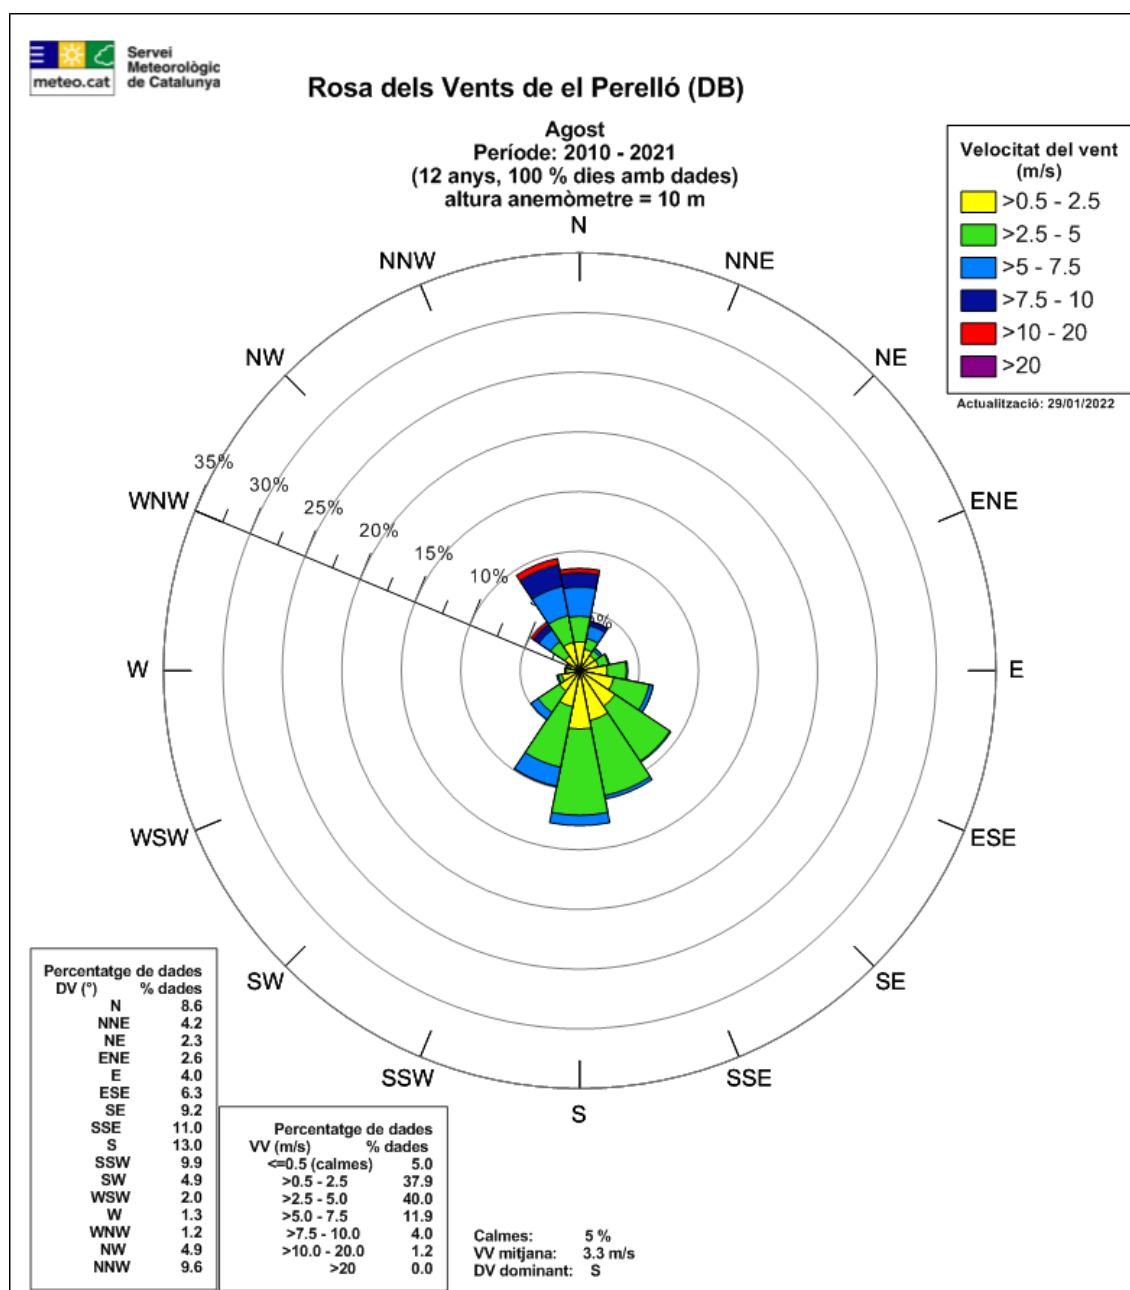 Servei
Meteorològic
de Catalunya
meteo.cat
Rosa dels Vents de el Perelló (DB)
Agost
Període: 2010 - 2021
(12 anys, 100 % dies amb dades)
altura anemòmetre = 10 m
Velocitat del vent
(m/s)
>0.5 - 2.5
>2.5 - 5
>5 - 7.5
>7.5 - 10
>10 - 20
>20
Actualització: 29/01/2022
N
NNE
NE
ENE
E
ESE
SE
SSE
S
SSW
SW
WSW
W
WNW
NW
NNW
35%
30%
25%
20%
15%
10%
Percentatge de dades
DV (°) % dades
N 8.6
NNE 4.2
NE 2.3
ENE 2.6
E 4.0
ESE 6.3
SE 9.2
SSE 11.0
S 13.0
SSW 9.9
SW 4.9
WSW 2.0
W 1.3
WNW 1.2
NW 4.9
NNW 9.6
Percentatge de dades
VV (m/s) % dades
<=0.5 (calmes) 5.0
>0.5 - 2.5 37.9
>2.5 - 5.0 40.0
>5.0 - 7.5 11.9
>7.5 - 10.0 4.0
>10.0 - 20.0 1.2
>20 0.0
Calmes: 5 %
VV mitjana: 3.3 m/s
DV dominant: S